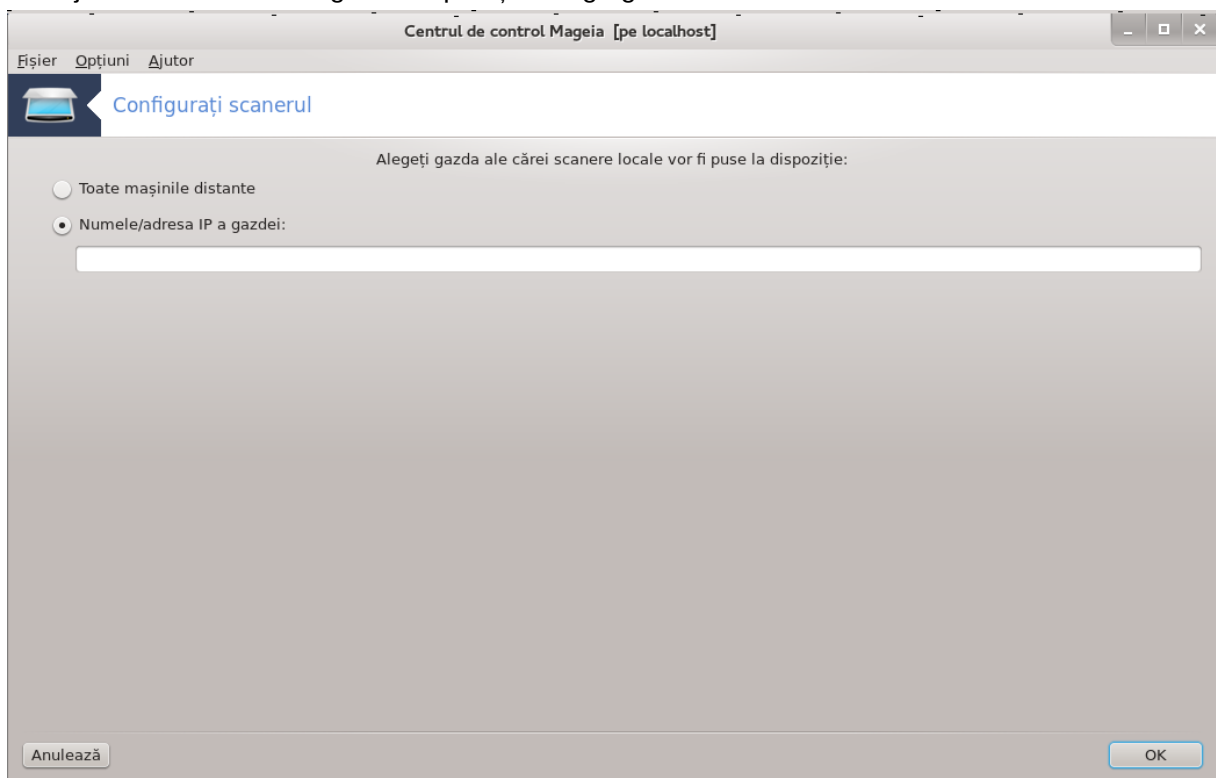 Centrul de control Mageia [pe localhost]
Fișier Opțiuni Ajutor
Configurați scanerul
Alegeți gazda ale cărei scanere locale vor fi puse la dispoziție:
Toate mașinile distante
Numele/adresa IP a gazdei:
Anulează OK